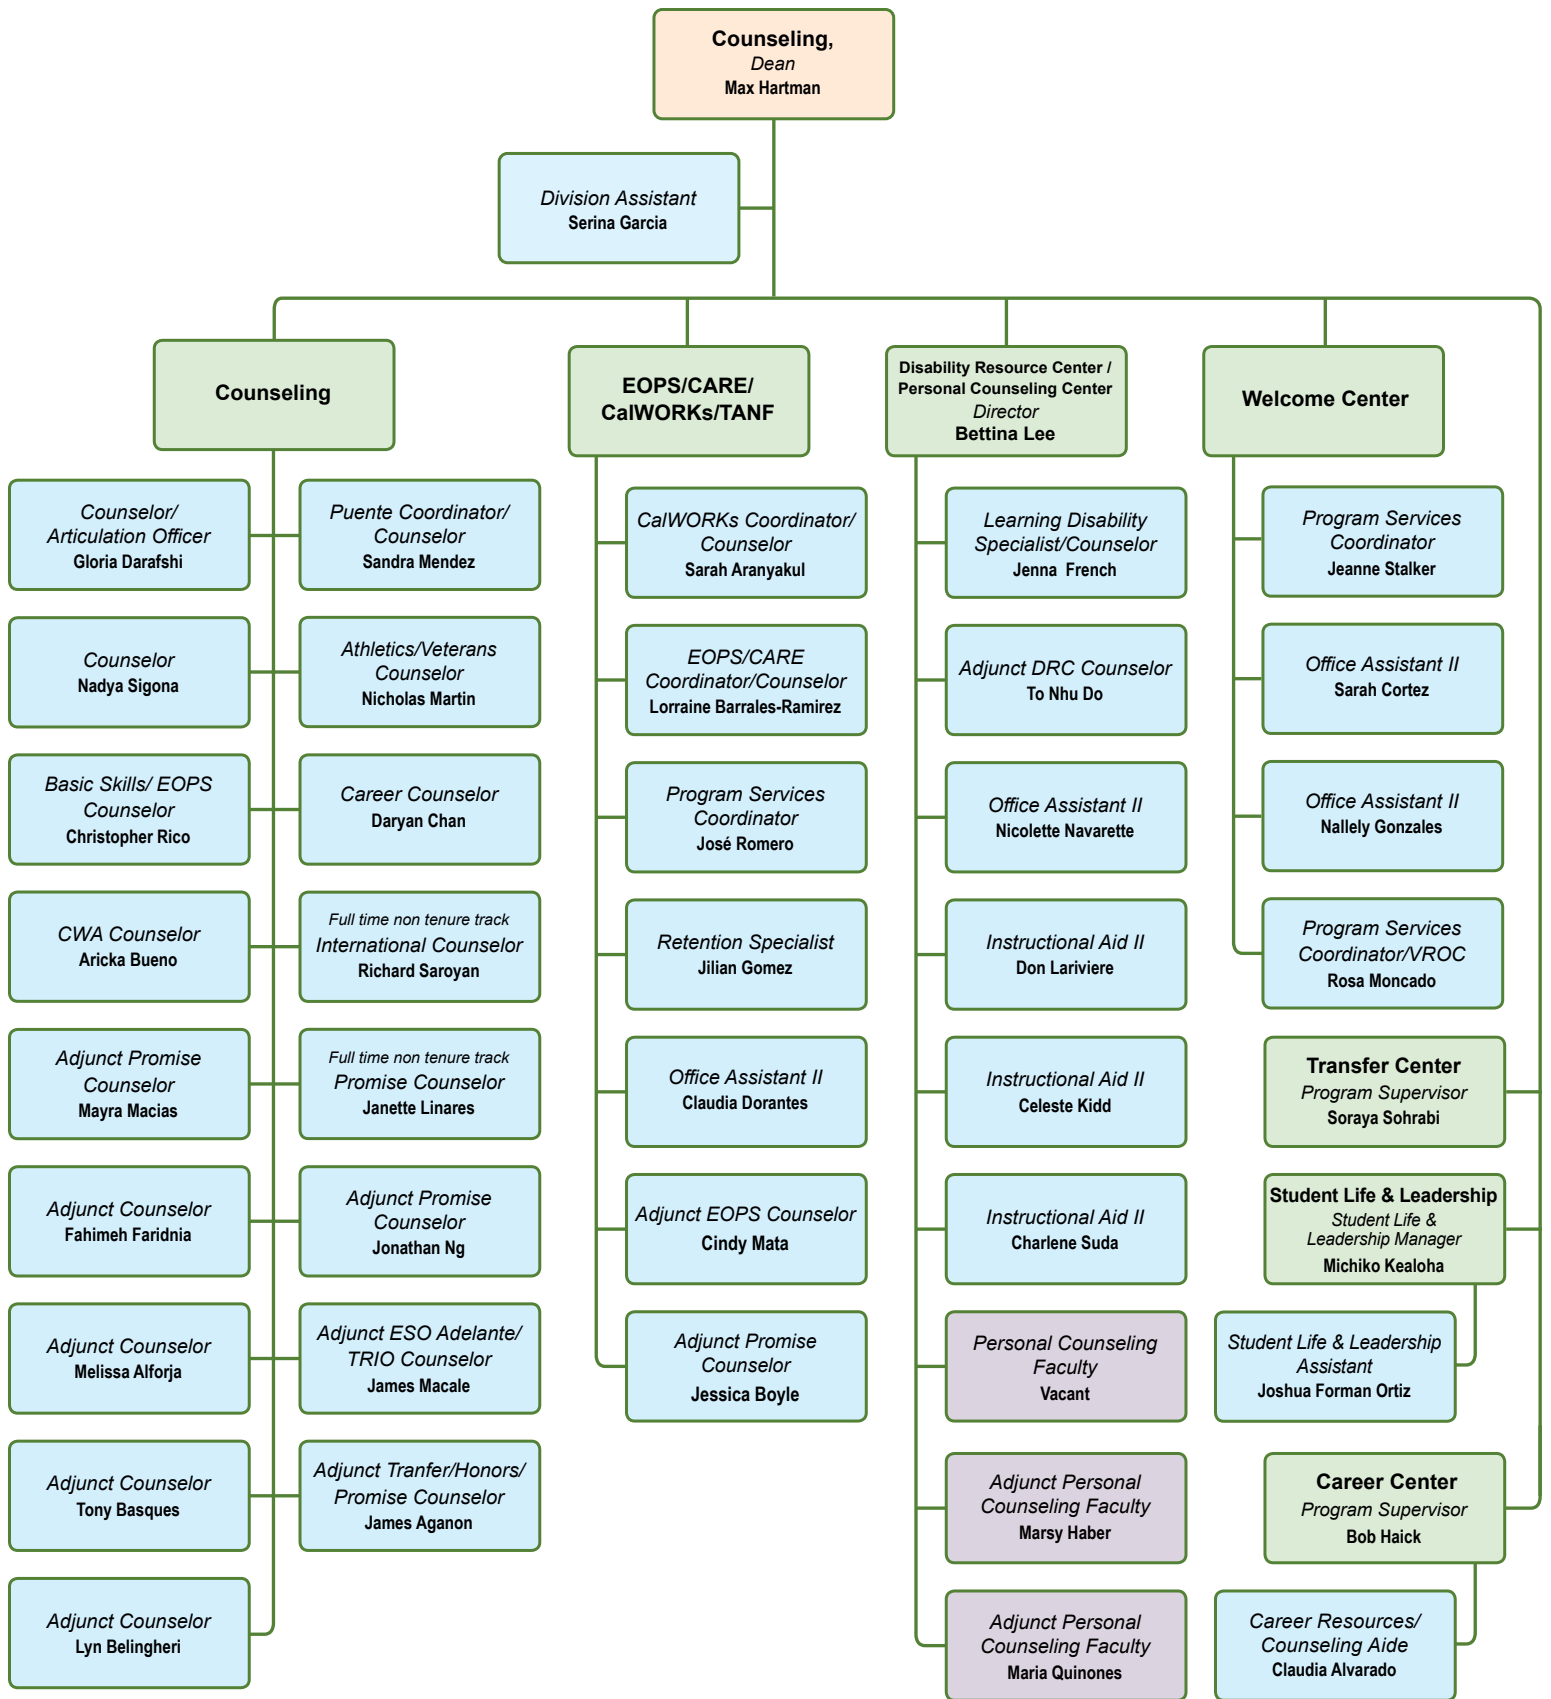 Counseling,
Dean
Max Hartman
Division Assistant
Serina Garcia
Counseling
Counselor/
Articulation Officer
Gloria Darafshi
Puente Coordinator/
Counselor
Sandra Mendez
Counselor
Nadya Sigona
Athletics/Veterans
Counselor
Nicholas Martin
Basic Skills/ EOPS
Counselor
Christopher Rico
Career Counselor
Daryan Chan
CWA Counselor
Aricka Bueno
Full time non tenure track
International Counselor
Richard Saroyan
Adjunct Promise
Counselor
Mayra Macias
Full time non tenure track
Promise Counselor
Janette Linares
Adjunct Counselor
Fahimeh Faridnia
Adjunct Promise
Counselor
Jonathan Ng
Adjunct Counselor
Melissa Alforja
Adjunct ESO Adelante/
TRIO Counselor
James Macale
Adjunct Counselor
Tony Basques
Adjunct Tranfer/Honors/
Promise Counselor
James Aganon
Adjunct Counselor
Lyn Belingheri
EOPS/CARE/
CalWORKs/TANF
CalWORKs Coordinator/
Counselor
Sarah Aranyakul
EOPS/CARE
Coordinator/Counselor
Lorraine Barrales-Ramirez
Program Services
Coordinator
José Romero
Retention Specialist
Jilian Gomez
Office Assistant II
Claudia Dorantes
Adjunct EOPS Counselor
Cindy Mata
Adjunct Promise
Counselor
Jessica Boyle
Disability Resource Center /
Personal Counseling Center
Director
Bettina Lee
Learning Disability
Specialist/Counselor
Jenna French
Adjunct DRC Counselor
To Nhu Do
Office Assistant II
Nicolette Navarette
Instructional Aid II
Don Lariviere
Instructional Aid II
Celeste Kidd
Instructional Aid II
Charlene Suda
Personal Counseling
Faculty
Vacant
Adjunct Personal
Counseling Faculty
Marsy Haber
Adjunct Personal
Counseling Faculty
Maria Quinones
Welcome Center
Program Services
Coordinator
Jeanne Stalker
Office Assistant II
Sarah Cortez
Office Assistant II
Nallely Gonzales
Program Services
Coordinator/VROC
Rosa Moncado
Transfer Center
Program Supervisor
Soraya Sohrabi
Student Life & Leadership
Student Life &
Leadership Manager
Michiko Kealoha
Student Life & Leadership
Assistant
Joshua Forman Ortiz
Career Center
Program Supervisor
Bob Haick
Career Resources/
Counseling Aide
Claudia Alvarado